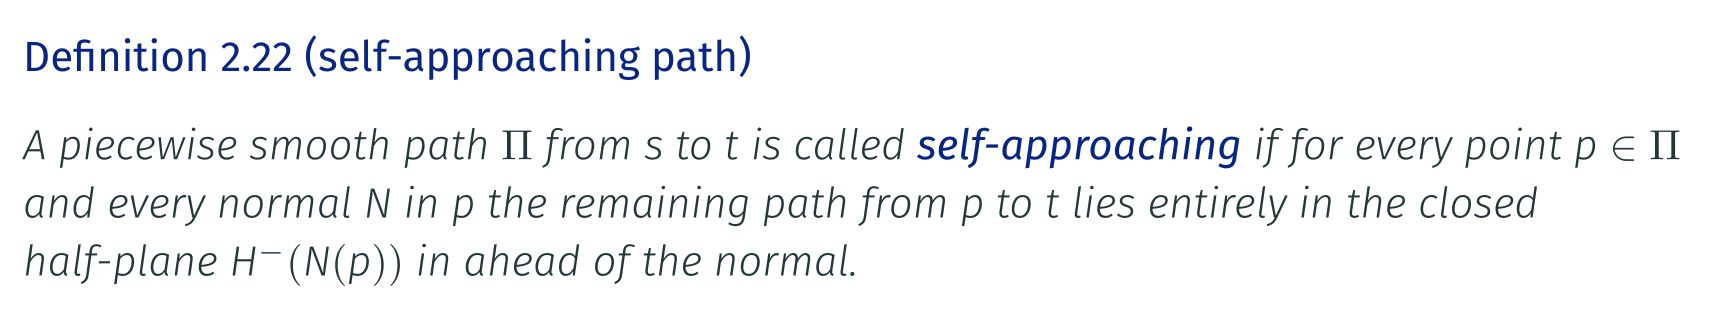 Definition 2.22 (self-approaching path)
A piecewise smooth path Π from s to t is called self-approaching if for every point p ∈ Π
and every normal N in p the remaining path from p to t lies entirely in the closed
half-plane H⁻(N(p)) in ahead of the normal.